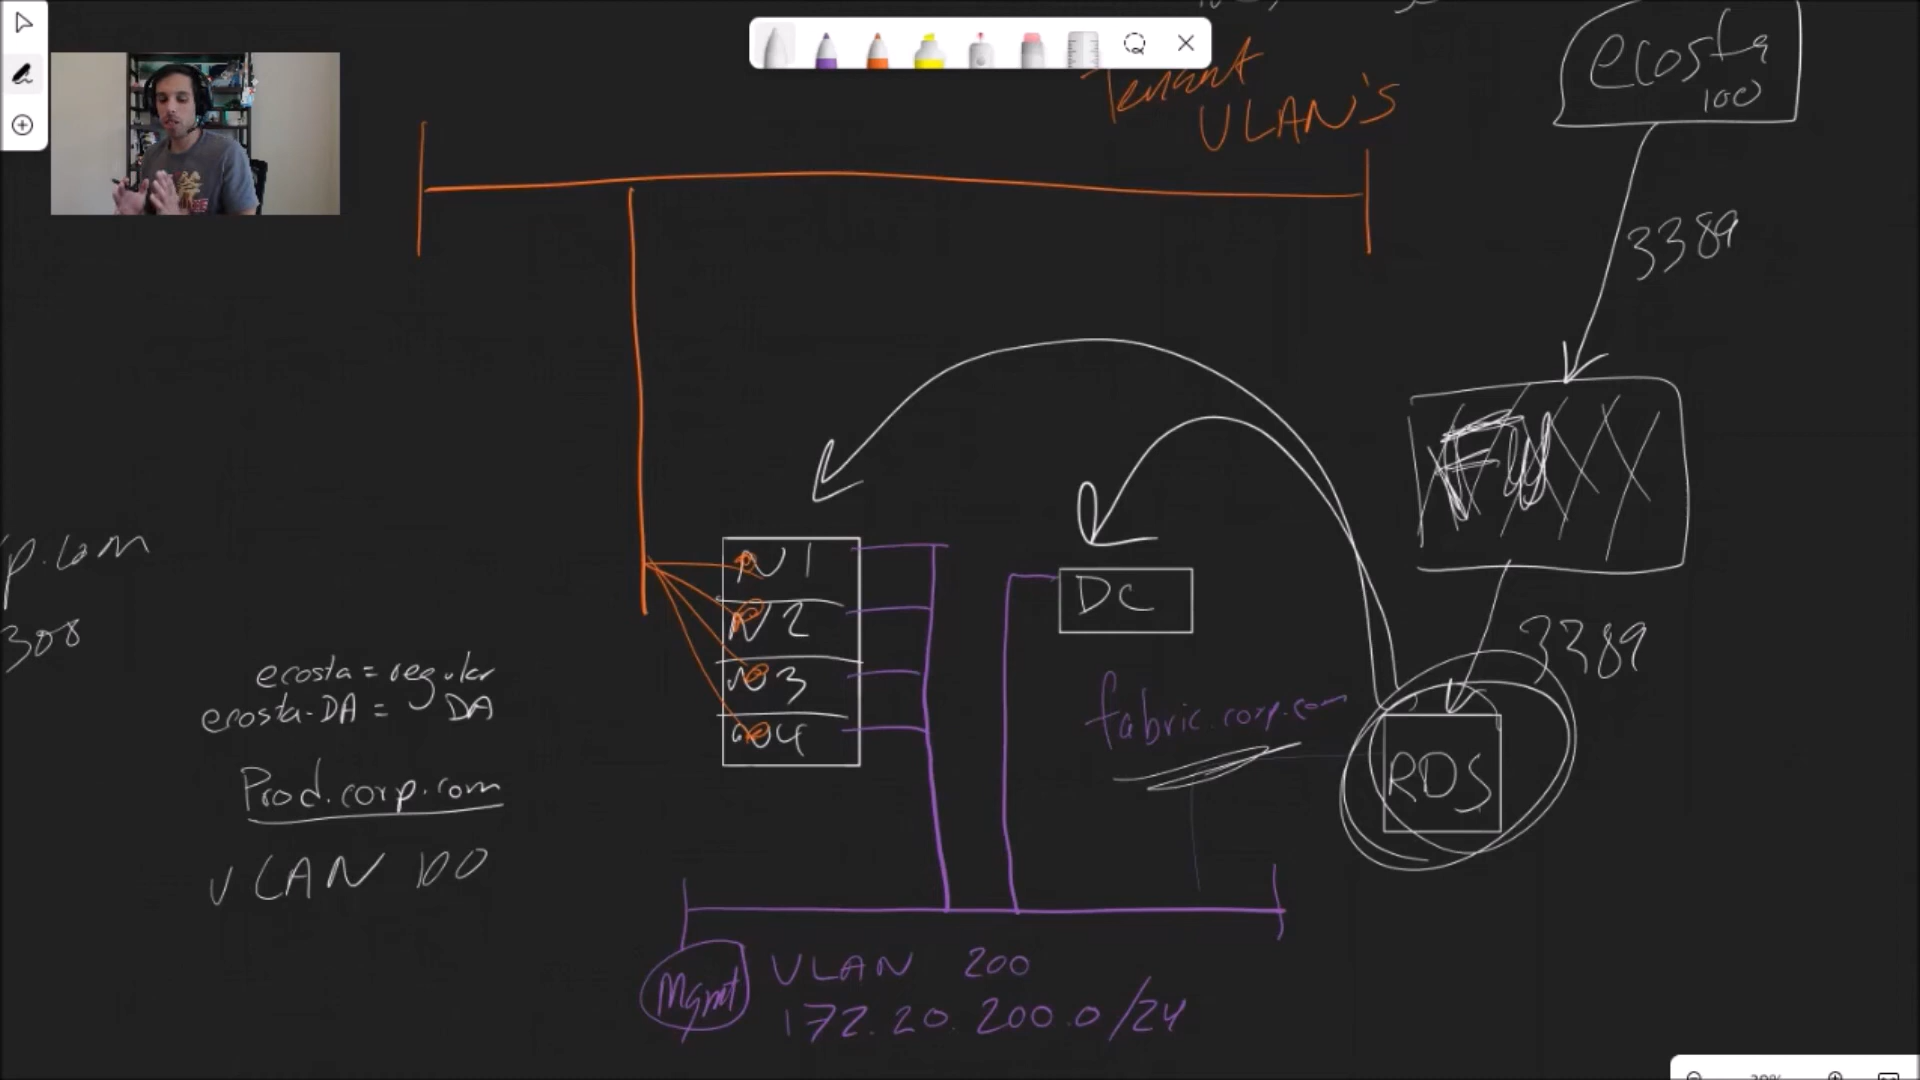 Tenant
VLAN's
ecosta
100
3389
FW
N1
N2
N3
N4
DC
3389
fabric.corp.com
RDS
p.com
308
ecosta = regular
ecosta-DA = DA
Prod.corp.com
VLAN 100
Mgmt
VLAN 200
172.20.200.0/24